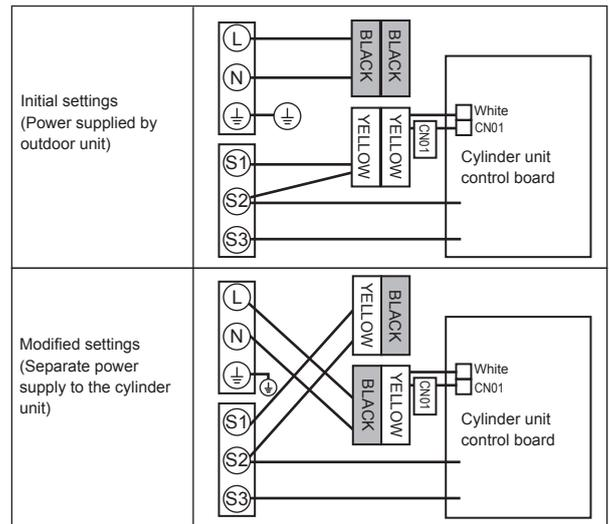 Initial settings
(Power supplied by
outdoor unit)
L
N
S1
S2
S3
BLACK
BLACK
YELLOW
YELLOW
CN01
White
CN01
Cylinder unit
control board
Modified settings
(Separate power
supply to the cylinder
unit)
L
N
S1
S2
S3
YELLOW
BLACK
BLACK
YELLOW
CN01
White
CN01
Cylinder unit
control board